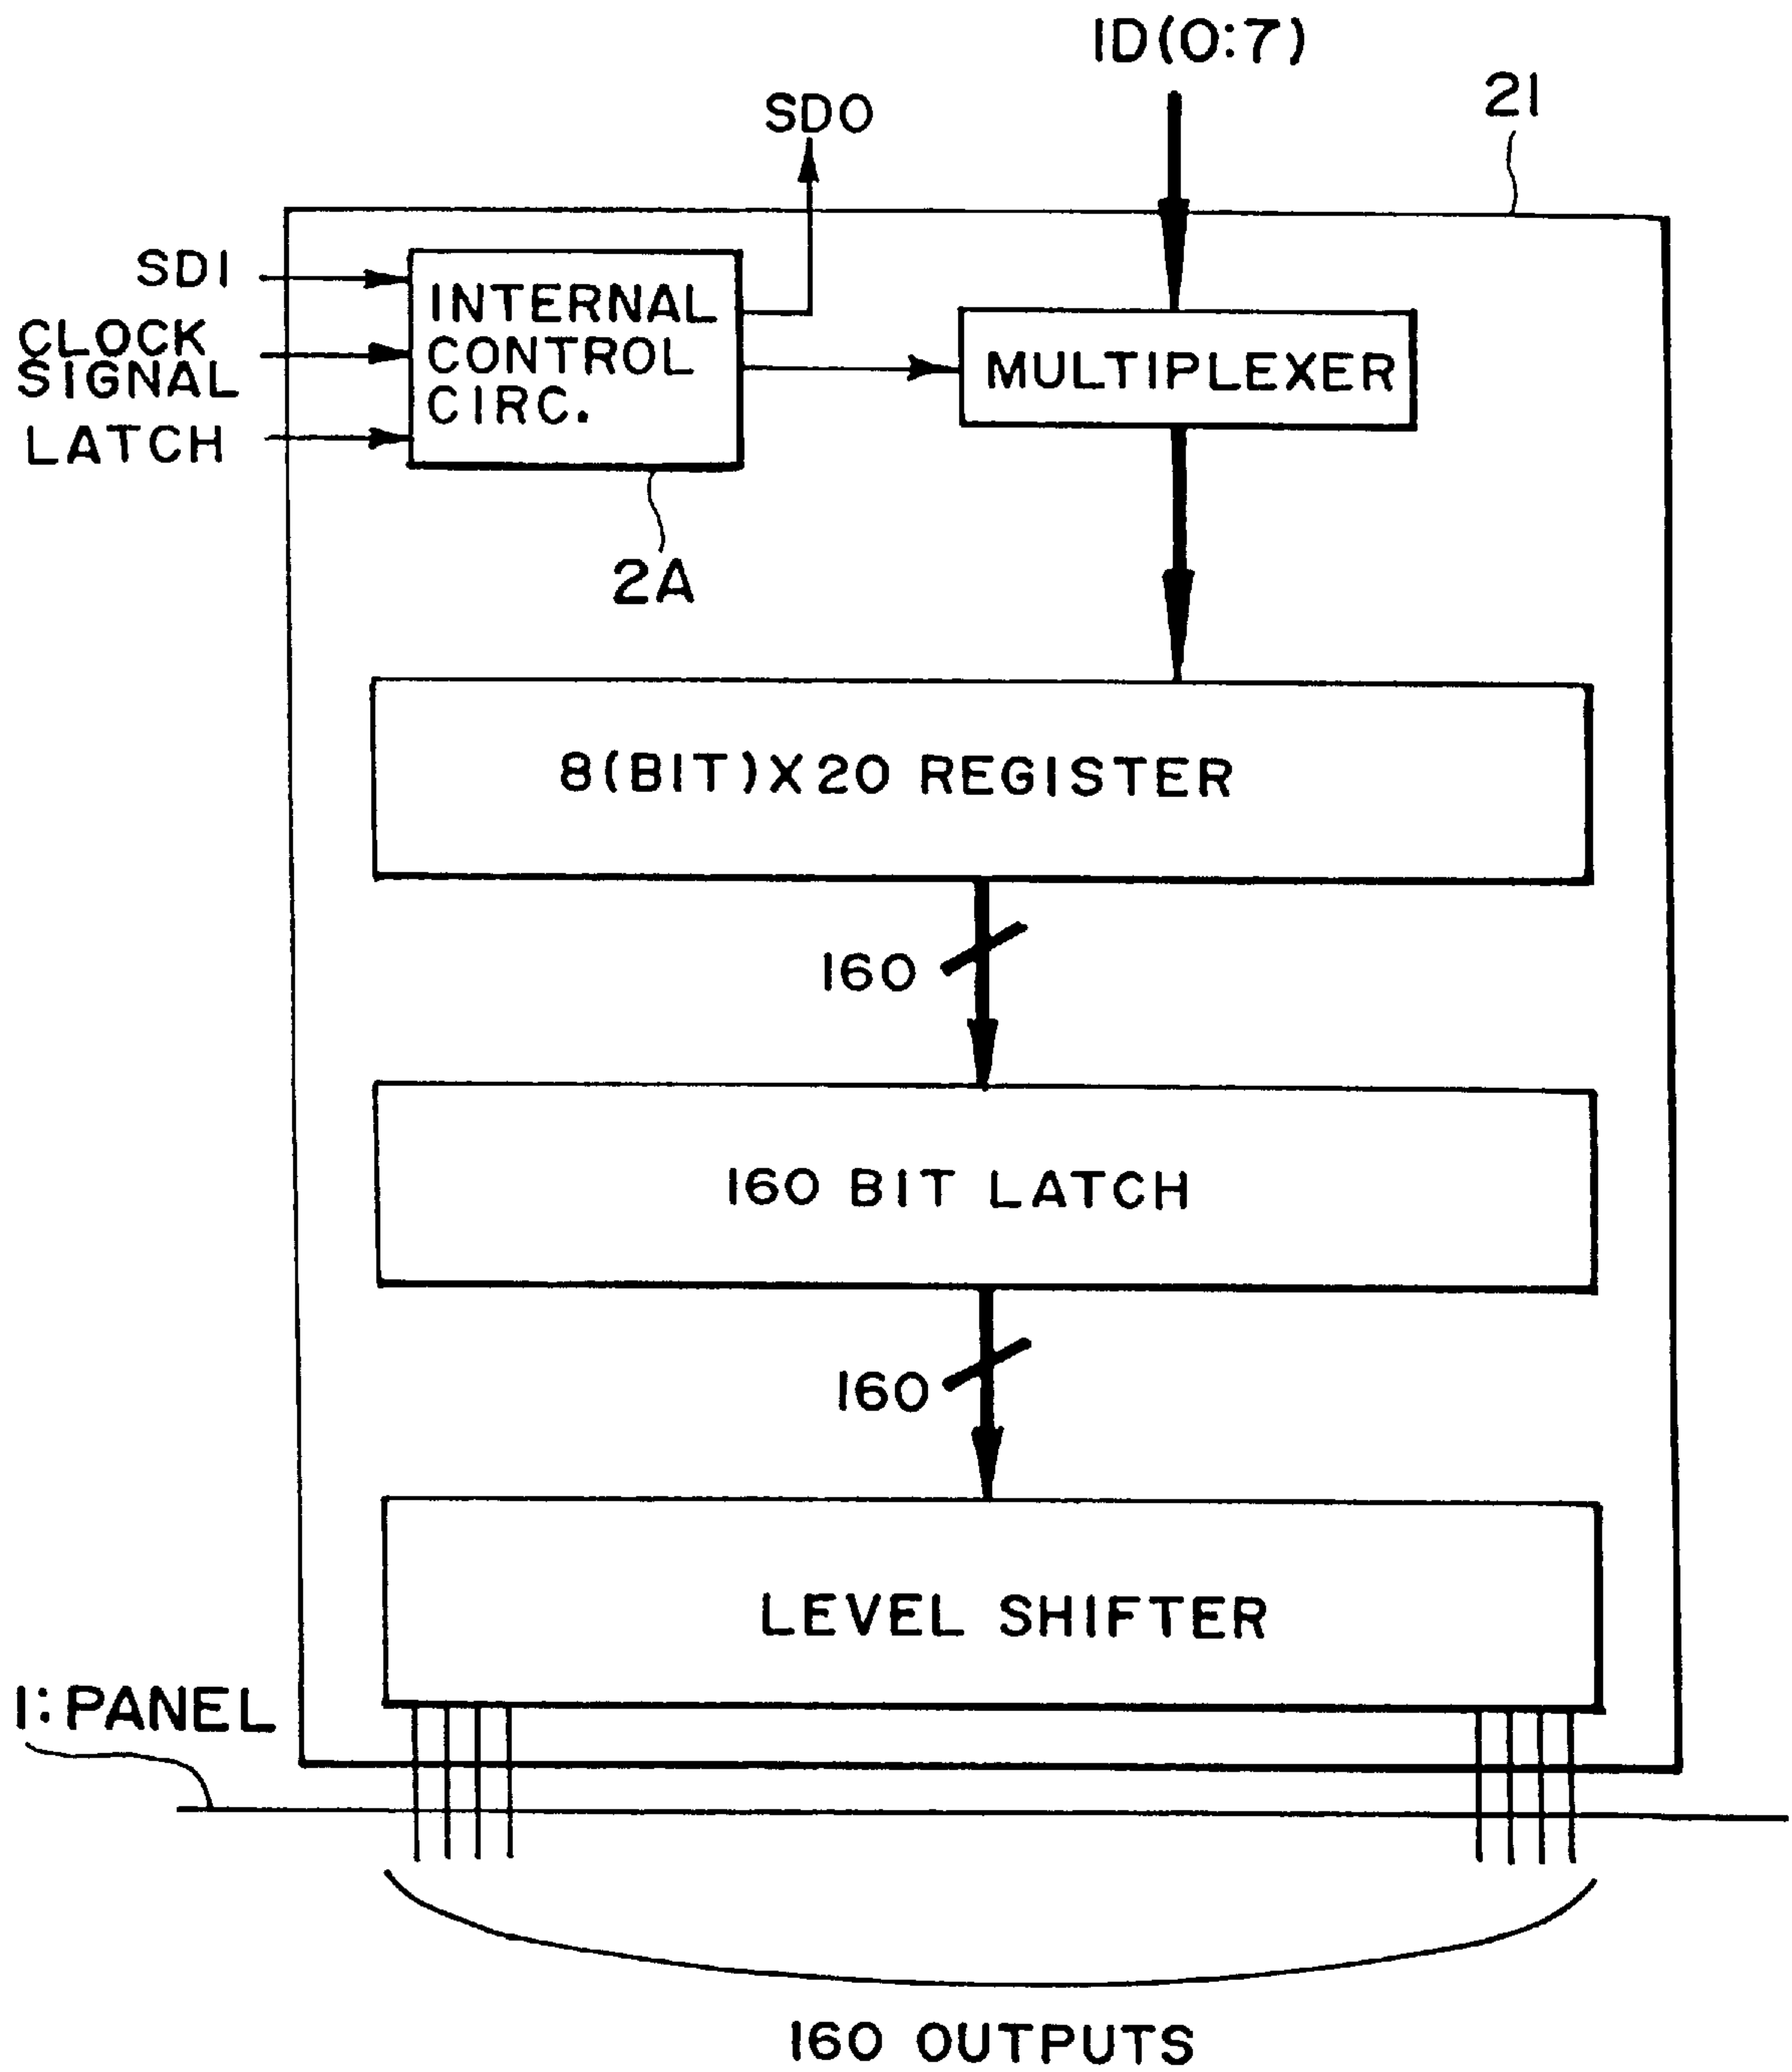 ID(0:7)
21
SDO
SDI
CLOCK
SIGNAL
LATCH
INTERNAL
CONTROL
CIRC.
MULTIPLEXER
2A
8(BIT)X20 REGISTER
160
160 BIT LATCH
160
LEVEL SHIFTER
1:PANEL
160 OUTPUTS